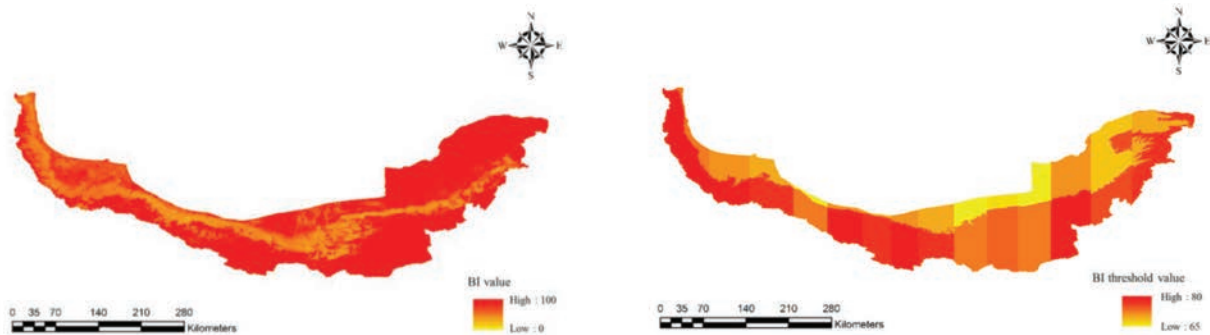 N
W E
S
BI value
High : 100
Low : 0
0 35 70 140 210 280
Kilometers
N
W E
S
BI threshold value
High : 80
Low : 65
0 35 70 140 210 280
Kilometers